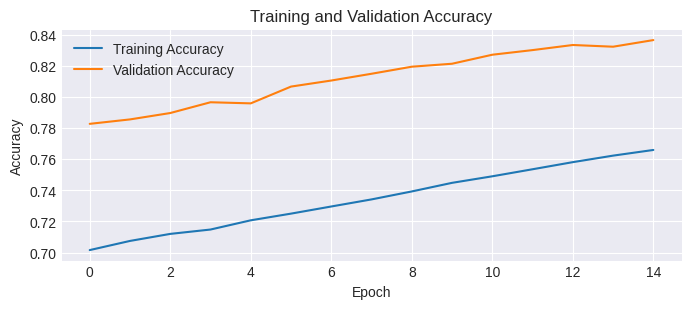 Training and Validation Accuracy
Training Accuracy
Validation Accuracy
Accuracy
0.84
0.82
0.80
0.78
0.76
0.74
0.72
0.70
0 2 4 6 8 10 12 14
Epoch